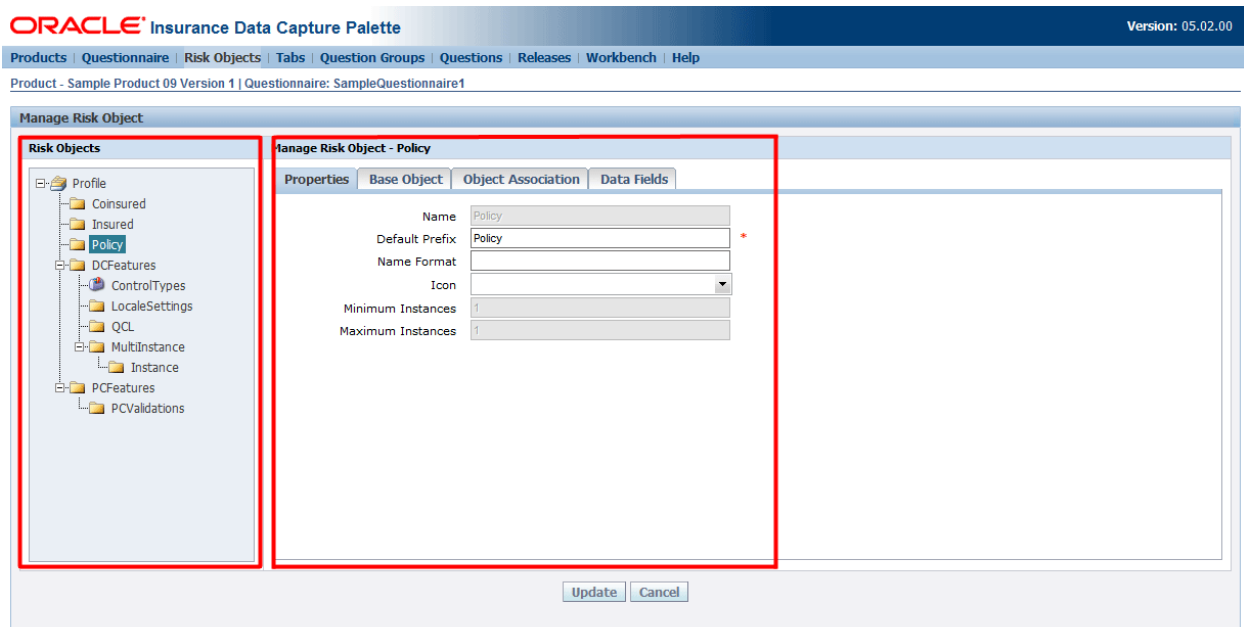 ORACLE Insurance Data Capture Palette
Version: 05.02.00
Products | Questionnaire | Risk Objects | Tabs | Question Groups | Questions | Releases | Workbench | Help
Product - Sample Product 09 Version 1 | Questionnaire: SampleQuestionnaire1
Manage Risk Object
Risk Objects
Profile
Coinsured
Insured
Policy
DCFeatures
ControlTypes
LocaleSettings
QCL
MultiInstance
Instance
PCFeatures
PCValidations
Manage Risk Object - Policy
Properties Base Object Object Association Data Fields
Name Policy
Default Prefix Policy *
Name Format
Icon
Minimum Instances 1
Maximum Instances 1
Update Cancel